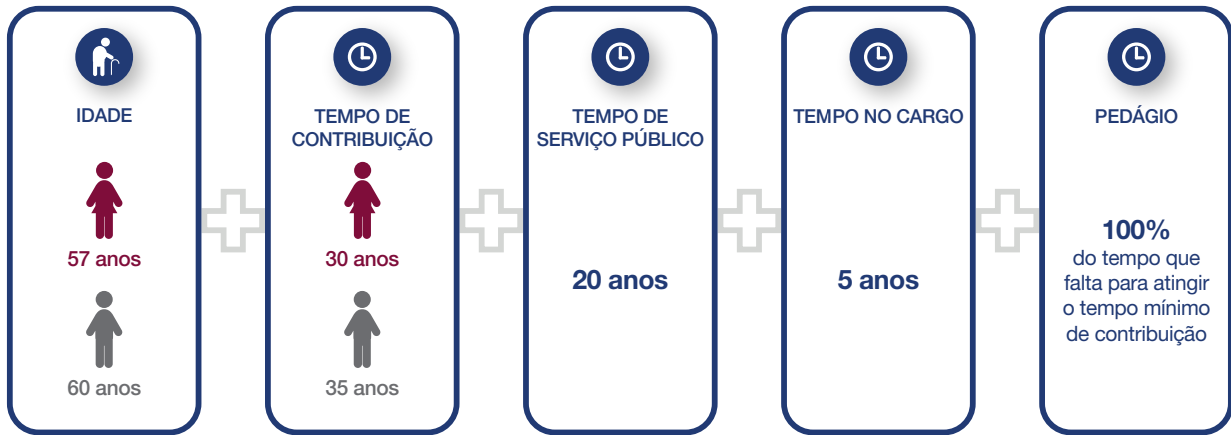 IDADE
57 anos
60 anos
TEMPO DE
CONTRIBUIÇÃO
30 anos
35 anos
TEMPO DE
SERVIÇO PÚBLICO
20 anos
TEMPO NO CARGO
5 anos
PEDÁGIO
100%
do tempo que
falta para atingir
o tempo mínimo
de contribuição